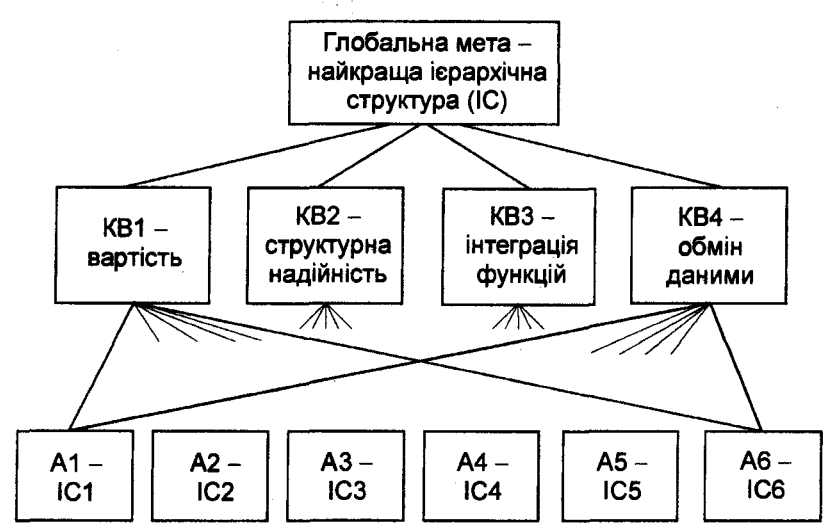 Глобальна мета –
найкраща ієрархічна
структура (ІС)
КВ1 –
вартість
КВ2 –
структурна
надійність
КВ3 –
інтеграція
функцій
КВ4 –
обмін
даними
А1 –
ІС1
А2 –
ІС2
А3 –
ІС3
А4 –
ІС4
А5 –
ІС5
А6 –
ІС6